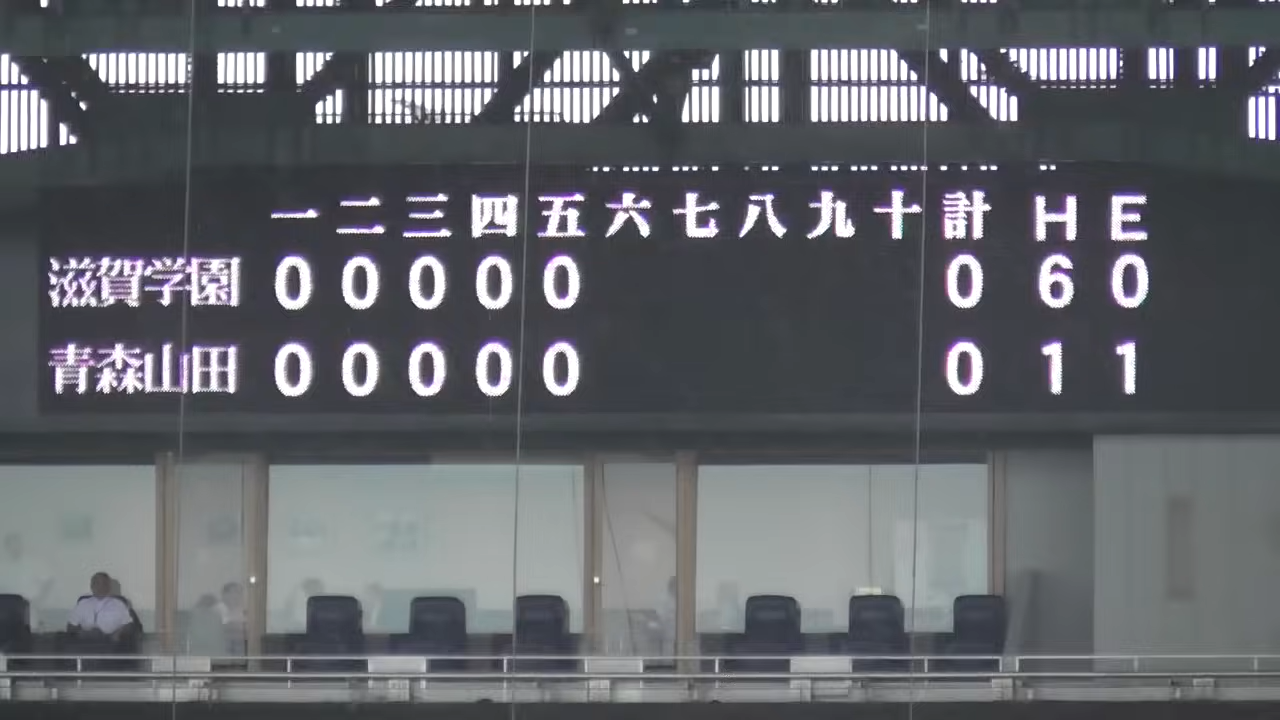 一 二 三 四 五 六 七 八 九 十 計 H E
滋賀学園 0 0 0 0 0 0 6 0
青森山田 0 0 0 0 0 0 1 1